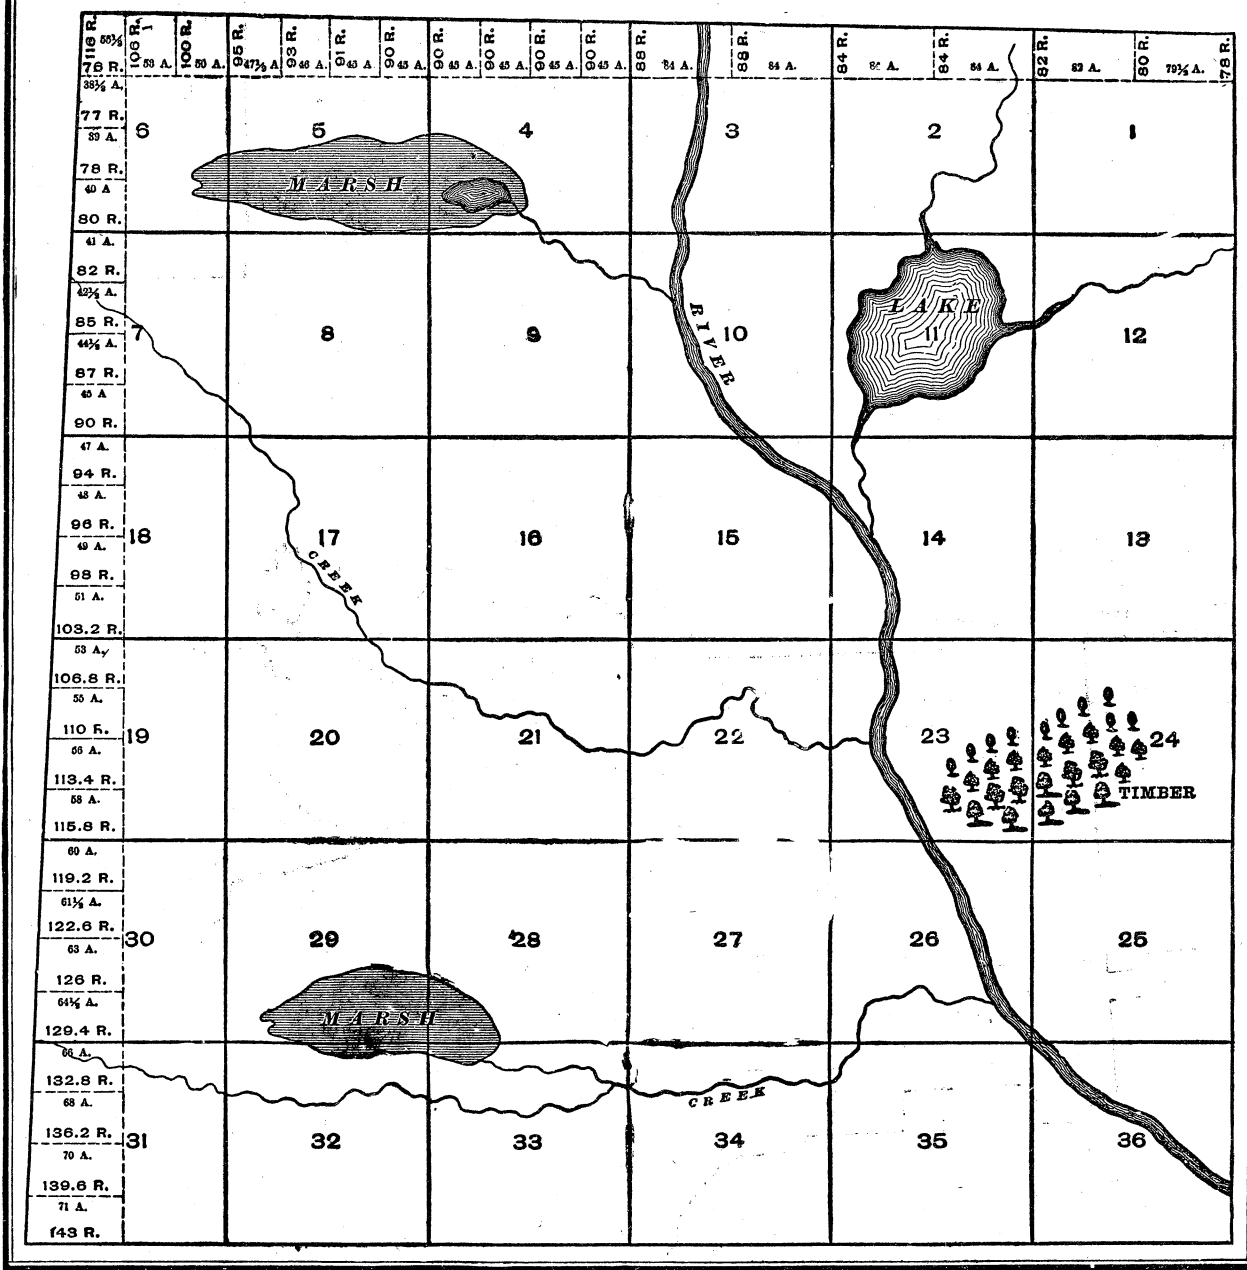 116 R. 55½ 106 R. 1 53 A. 100 R. 50 A. 95 R. 47½ A 93 R. 46 A. 91 R. 45 A. 90 R. 45 A. 90 R. 45 A. 90 R. 45 A. 90 R. 45 A. 90 R. 45 A. 88 R. 84 A. 88 R. 84 A. 84 R. A. 84 R. 84 A. 82 R. 82 A. 80 R. 79½ A. 78 R.
76 R.
38½ A.
77 R.
6 5 4 3 2 1
39 A.
78 R.
MARSH
40 A
80 R.
41 A.
82 R.
42½ A.
LAKE
RIVER
85 R.
7 8 9 10 11 12
44½ A.
87 R.
45 A
90 R.
47 A.
94 R.
48 A.
96 R.
18 17 16 15 14 13
49 A.
CREEK
98 R.
51 A.
103.2 R.
53 A.
106.8 R.
55 A.
110 R.
19 20 21 22 23 24
56 A.
113.4 R.
TIMBER
58 A.
115.8 R.
60 A.
119.2 R.
61½ A.
122.6 R.
30 29 28 27 26 25
63 A.
126 R.
64½ A.
MARSH
129.4 R.
66 A.
132.8 R.
CREEK
68 A.
136.2 R.
31 32 33 34 35 36
70 A.
139.6 R.
71 A.
143 R.